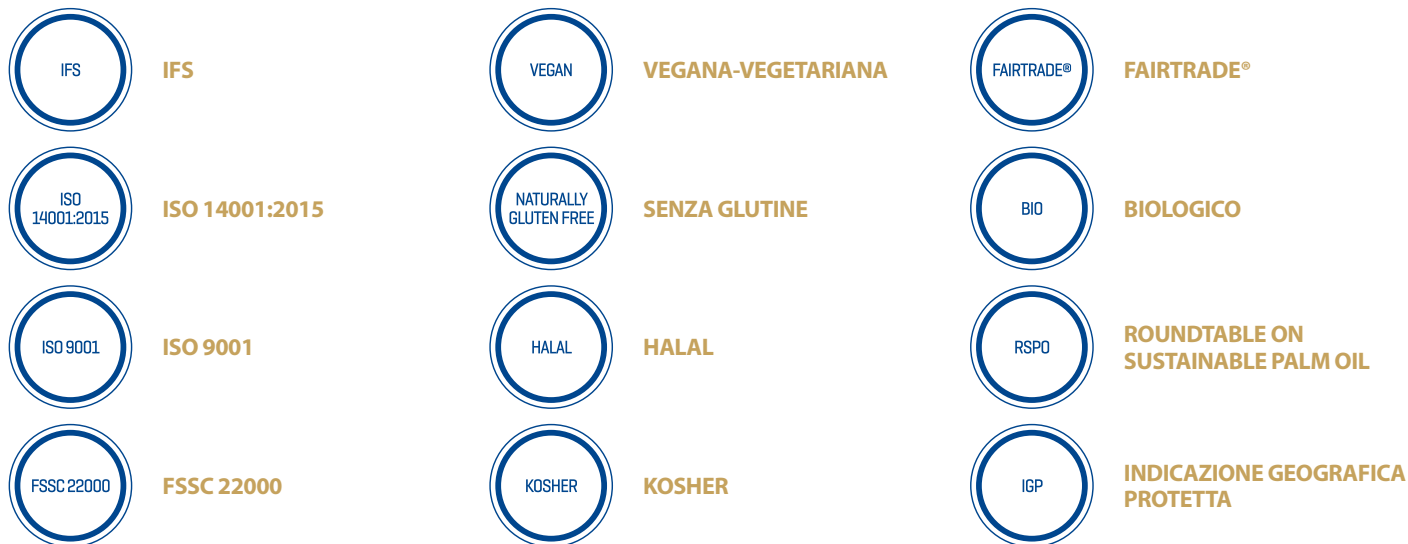 IFS
IFS
VEGAN
VEGANA-VEGETARIANA
FAIRTRADE®
FAIRTRADE®
ISO
14001:2015
ISO 14001:2015
NATURALLY
GLUTEN FREE
SENZA GLUTINE
BIO
BIOLOGICO
ISO 9001
ISO 9001
HALAL
HALAL
RSPO
ROUNDTABLE ON
SUSTAINABLE PALM OIL
FSSC 22000
FSSC 22000
KOSHER
KOSHER
IGP
INDICAZIONE GEOGRAFICA
PROTETTA